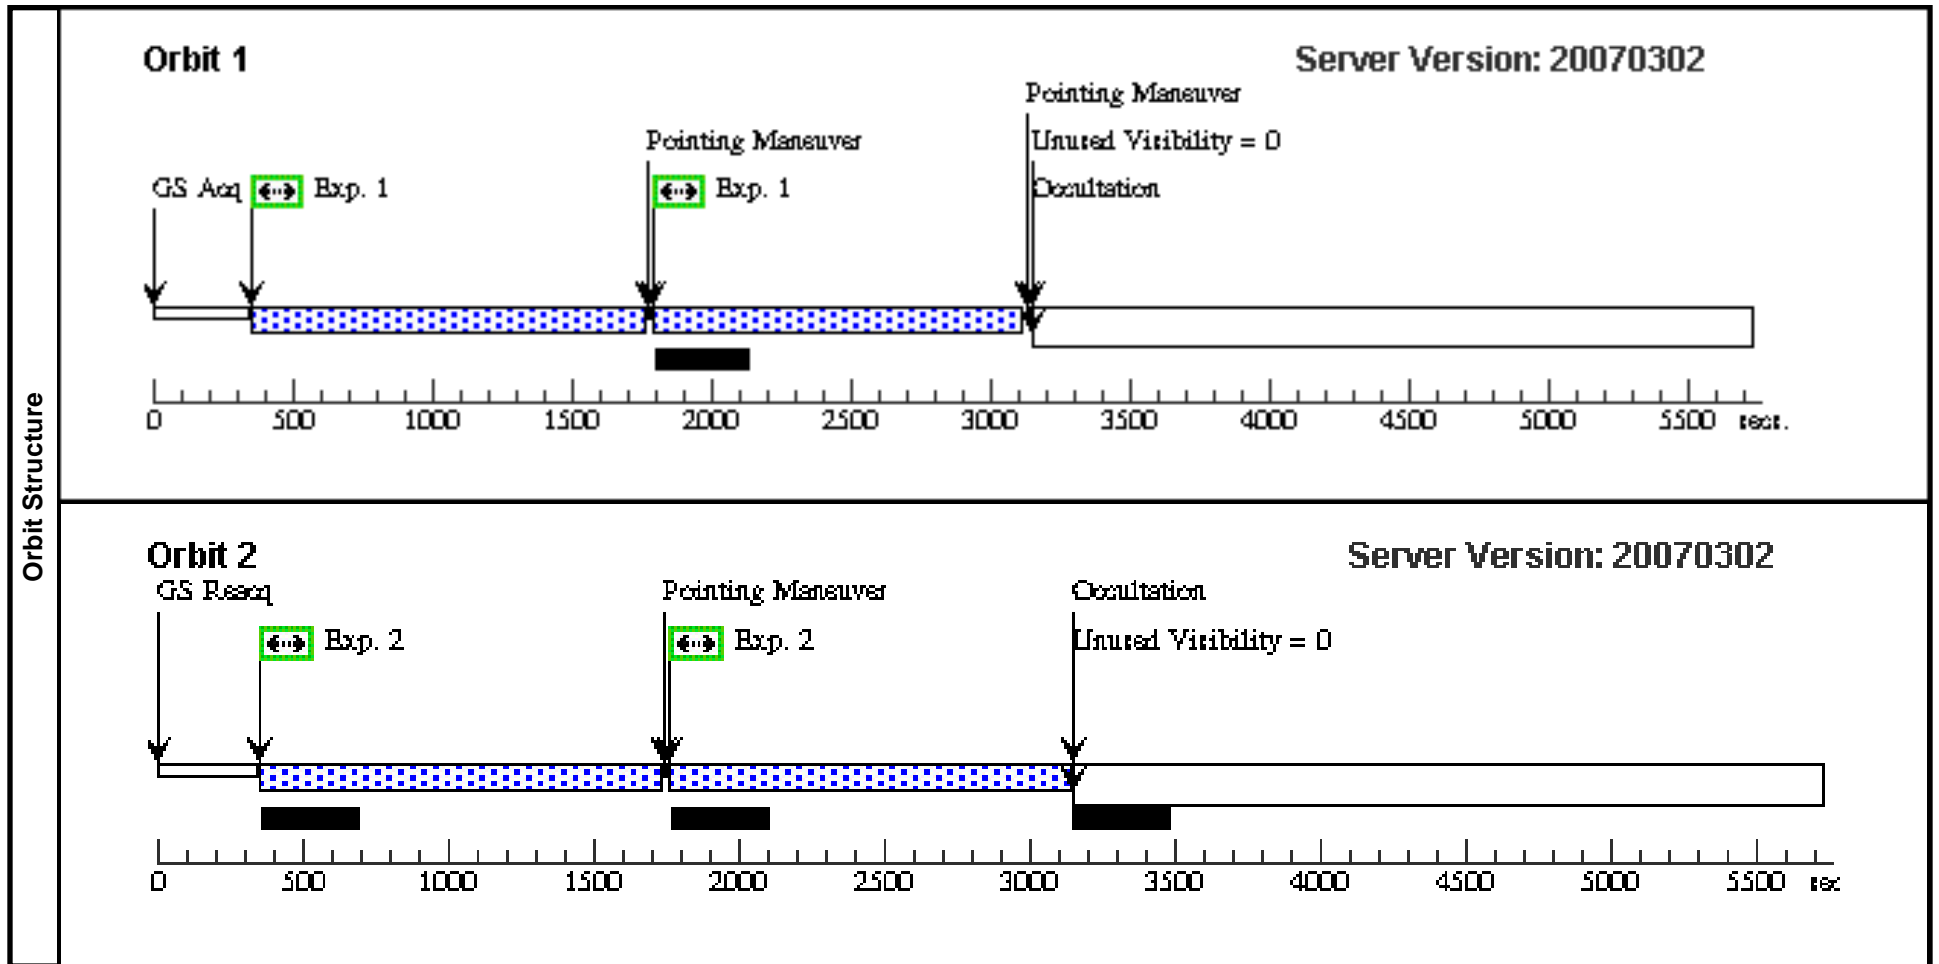 Orbit Structure
Orbit 1
Server Version: 20070302
Pointing Maneuver
Pointing Maneuver
Unused Visibility = 0
GS Acq
Exp. 1
Exp. 1
Occultation
0 500 1000 1500 2000 2500 3000 3500 4000 4500 5000 5500 secs.
Orbit 2
Server Version: 20070302
GS Reacq
Pointing Maneuver
Occultation
Exp. 2
Exp. 2
Unused Visibility = 0
0 500 1000 1500 2000 2500 3000 3500 4000 4500 5000 5500 sec